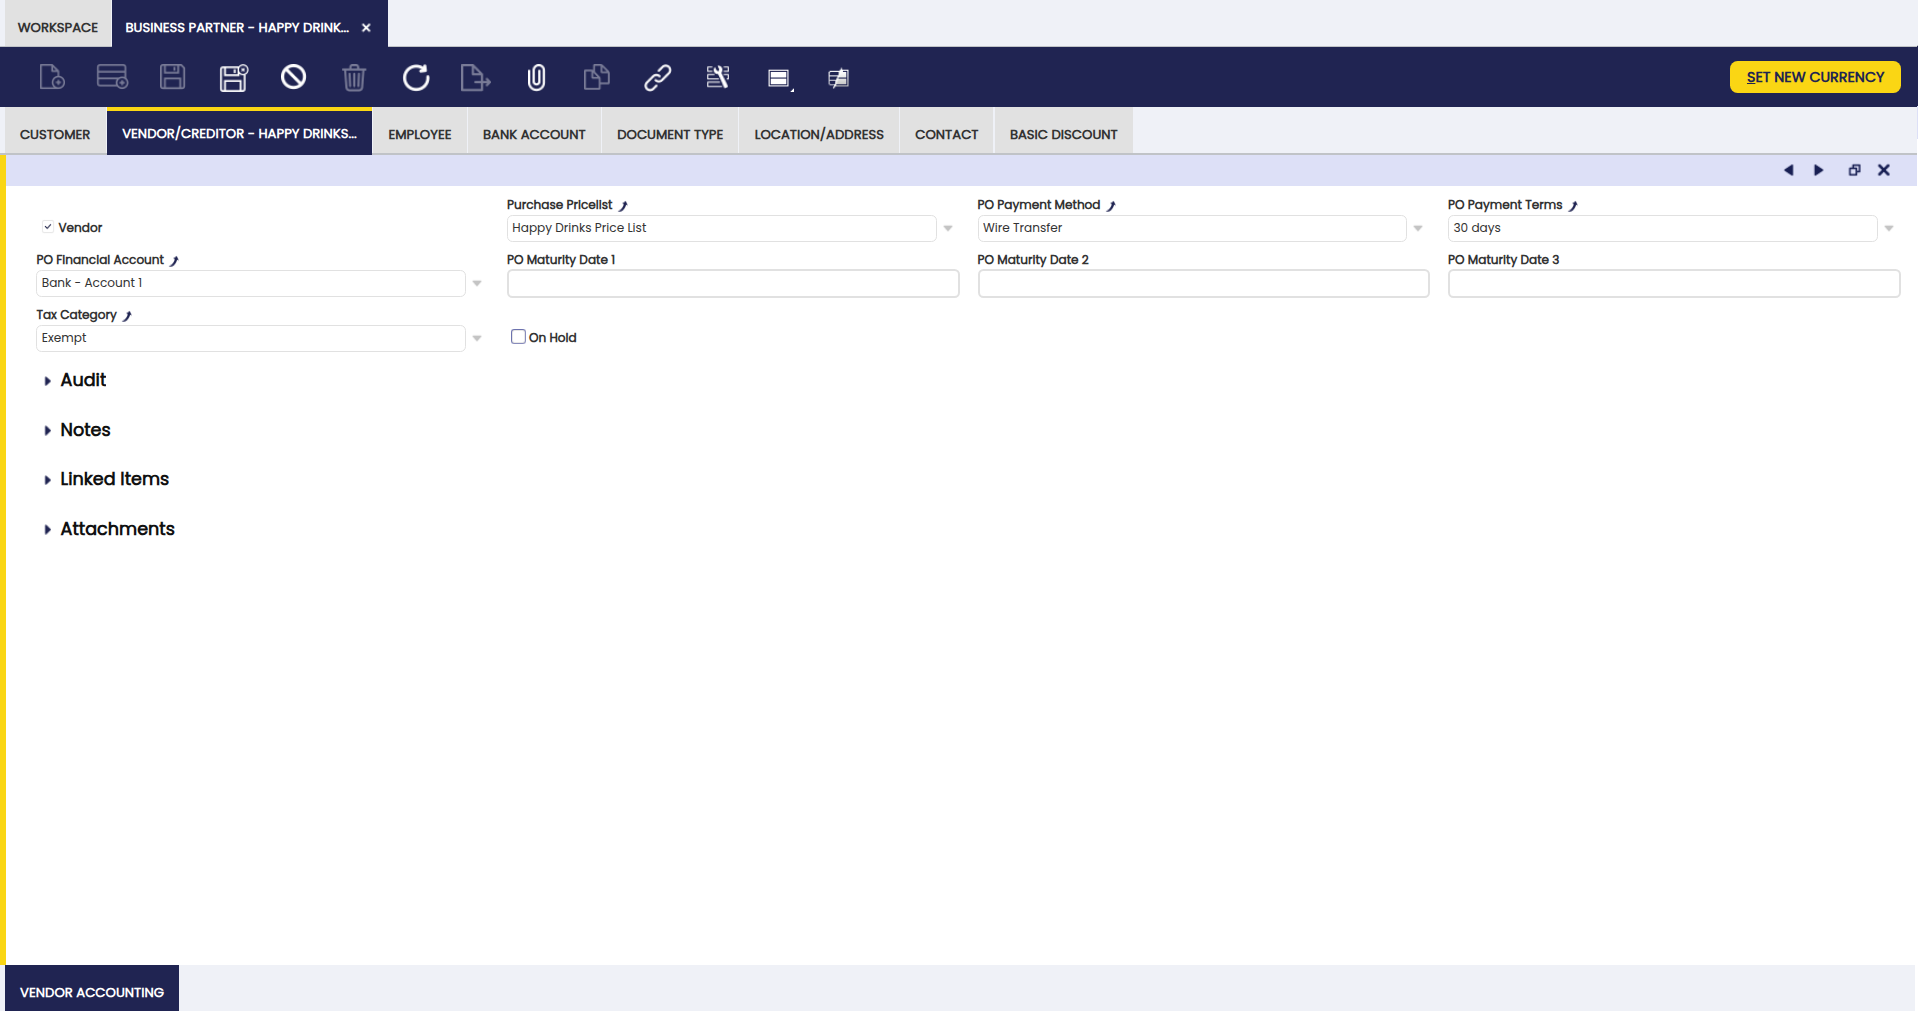 WORKSPACE
BUSINESS PARTNER - HAPPY DRINK...
SET NEW CURRENCY
CUSTOMER
VENDOR/CREDITOR - HAPPY DRINKS...
EMPLOYEE
BANK ACCOUNT
DOCUMENT TYPE
LOCATION/ADDRESS
CONTACT
BASIC DISCOUNT
Vendor
Purchase Pricelist
Happy Drinks Price List
PO Payment Method
Wire Transfer
PO Payment Terms
30 days
PO Financial Account
Bank - Account 1
PO Maturity Date 1
PO Maturity Date 2
PO Maturity Date 3
Tax Category
Exempt
On Hold
Audit
Notes
Linked Items
Attachments
VENDOR ACCOUNTING